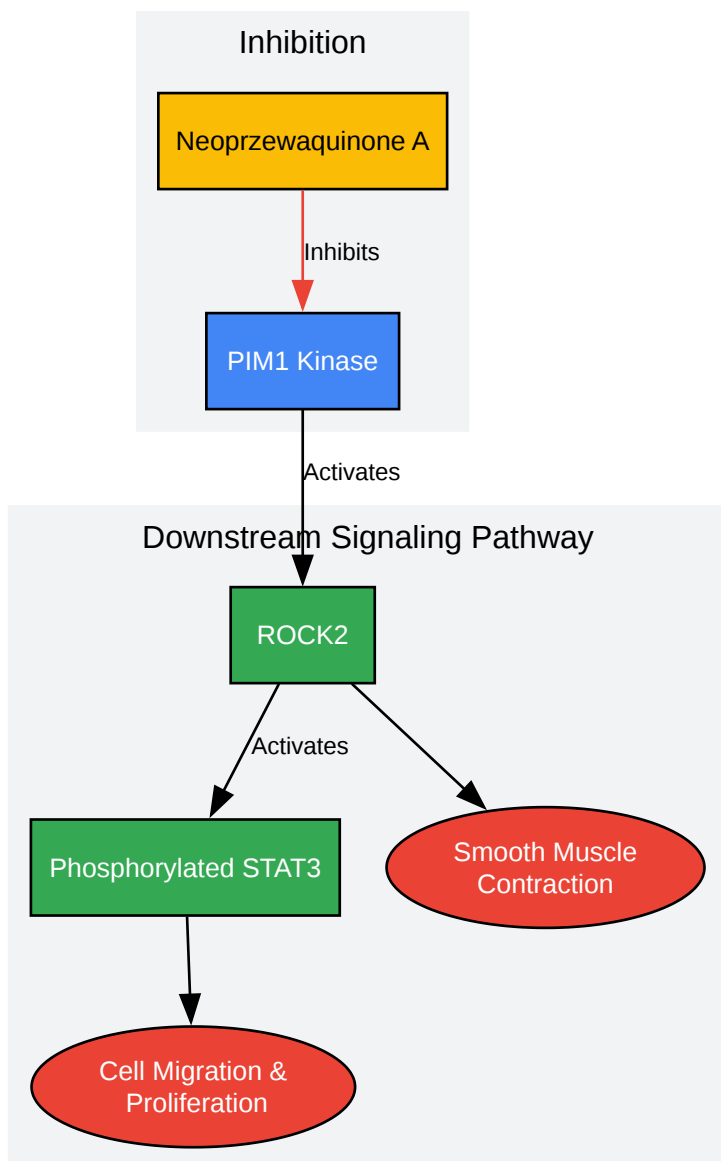 Inhibition
Neoprzewaquinone A
Inhibits
PIM1 Kinase
Activates
Downstream Signaling Pathway
ROCK2
Activates
Phosphorylated STAT3
Smooth Muscle
Contraction
Cell Migration &
Proliferation